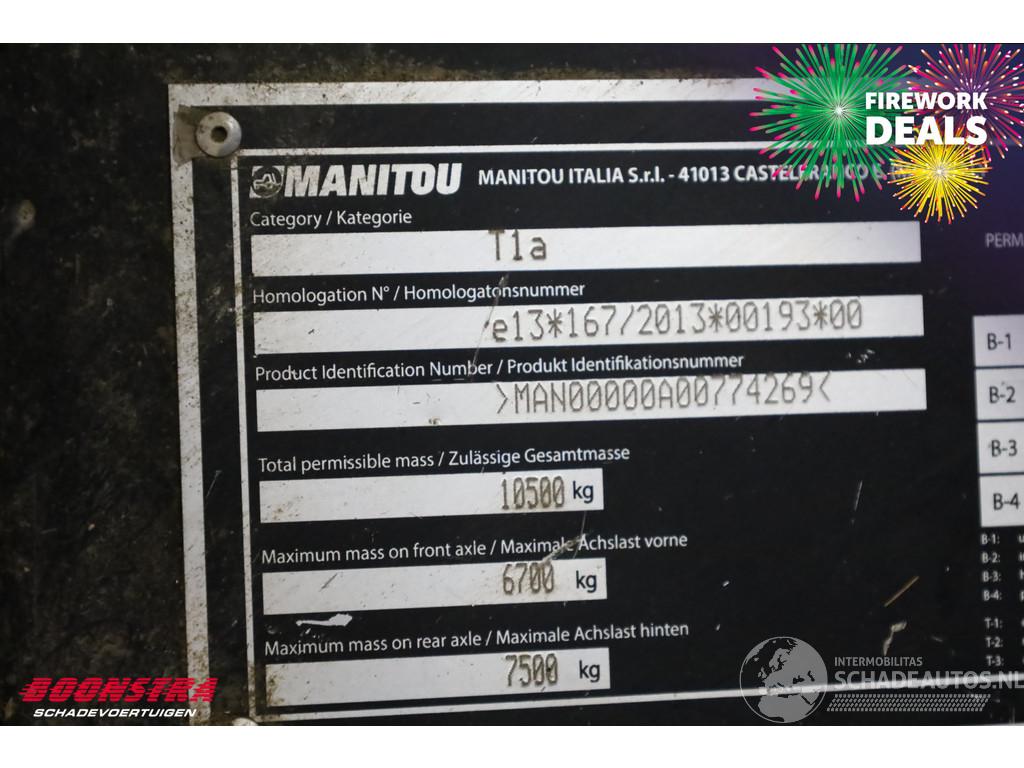 FIREWORK
DEALS
MANITOU MANITOU ITALIA S.r.l. - 41013 CASTELFRANCO
Category / Kategorie
T1a
PERM
Homologation N° / Homologatonsnummer
e13*167/2013*00193*00
B-1
Product Identification Number / Produkt Identifikationsnummer
>MAN00000A00774269<
B-2
Total permissible mass / Zulässige Gesamtmasse
10500 kg
B-3
B-4
Maximum mass on front axle / Maximale Achslast vorne
6700 kg
B-1:
B-2:
B-3:
B-4:
Maximum mass on rear axle / Maximale Achslast hinten
7500 kg
T-1:
T-2:
T-3:
BOONSTRA
SCHADEVOERTUIGEN
INTERMOBILITAS
SCHADEAUTOS.NL